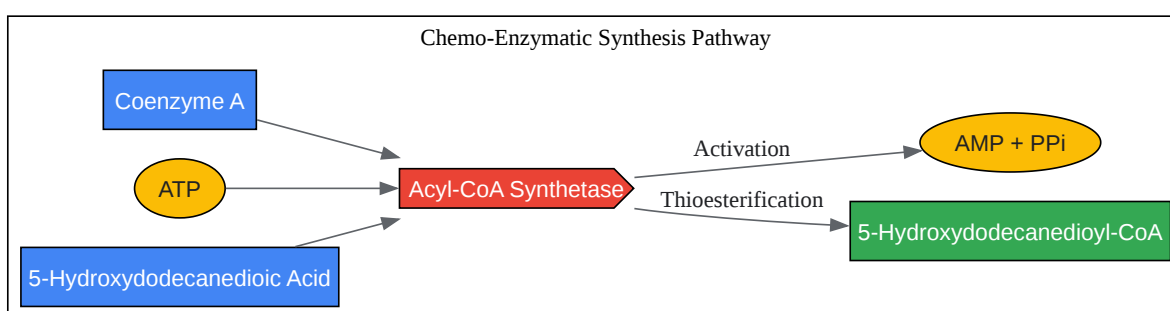 Chemo-Enzymatic Synthesis Pathway
Coenzyme A
ATP
5-Hydroxydodecanedioic Acid
Acyl-CoA Synthetase
Activation
Thioesterification
AMP + PPi
5-Hydroxydodecanedioyl-CoA